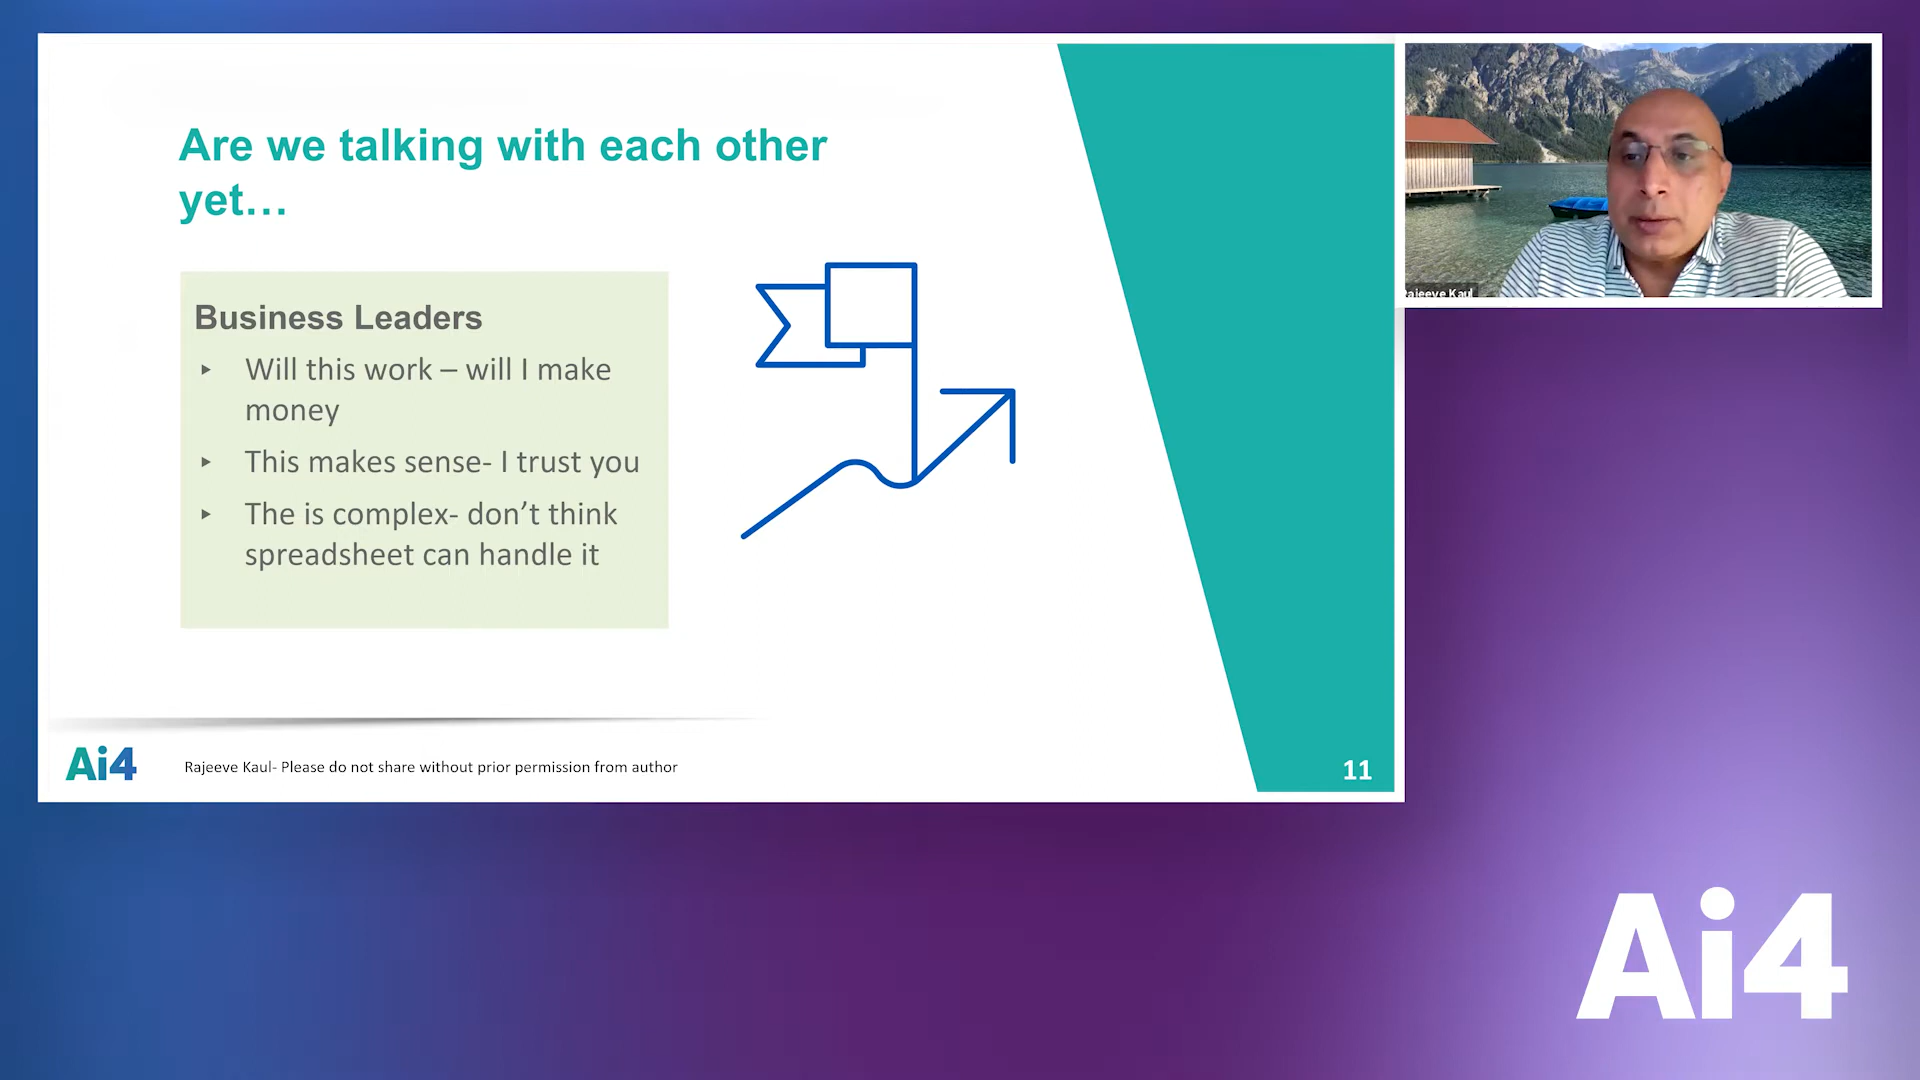 Are we talking with each other
yet…
Business Leaders
‣ Will this work – will I make
money
‣ This makes sense- I trust you
‣ The is complex- don’t think
spreadsheet can handle it
Ai4
Rajeeve Kaul- Please do not share without prior permission from author
11
Rajeeve Kaul
Ai4